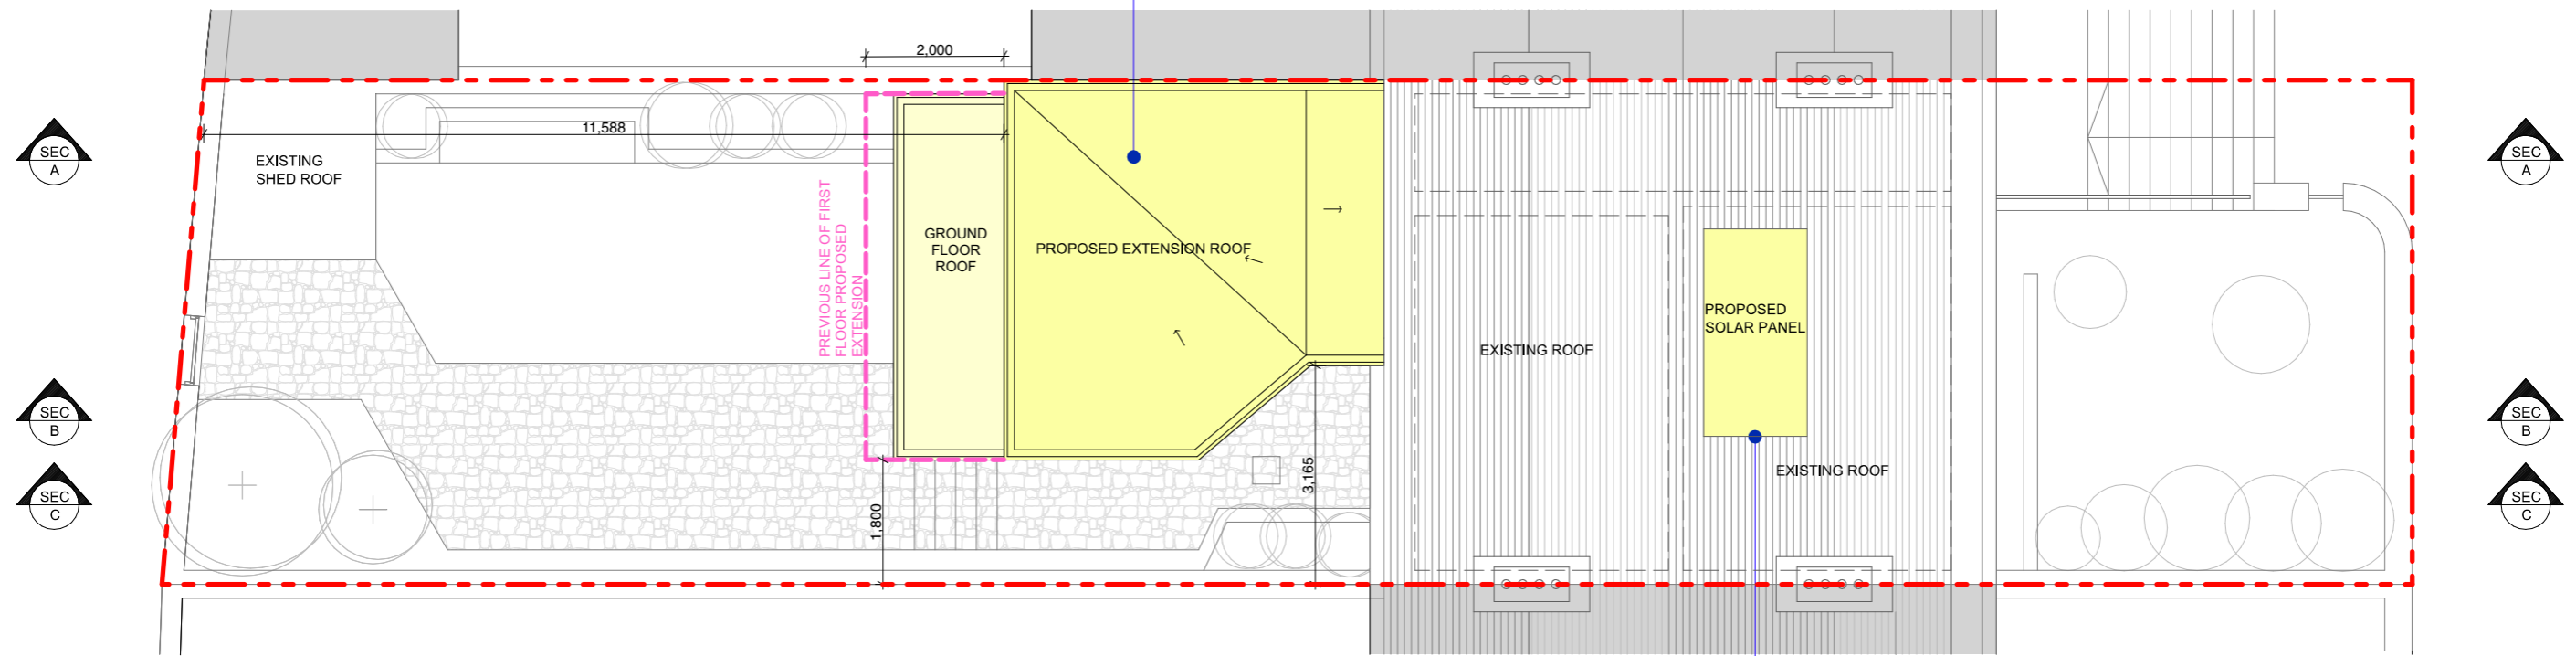 2,000
11,588
SEC
A
EXISTING
SHED ROOF
SEC
A
PREVIOUS LINE OF FIRST
FLOOR PROPOSED
EXTENSION
GROUND
FLOOR
ROOF
PROPOSED EXTENSION ROOF
PROPOSED
SOLAR PANEL
EXISTING ROOF
SEC
B
SEC
B
EXISTING ROOF
3,165
1,800
SEC
C
SEC
C